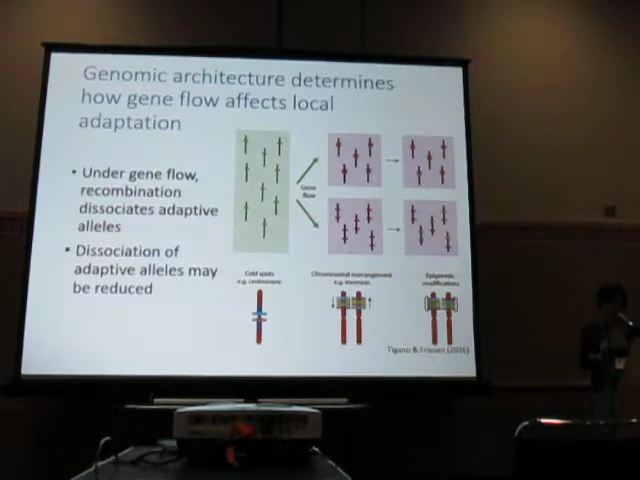 Genomic architecture determines
how gene flow affects local
adaptation
• Under gene flow,
recombination
dissociates adaptive
alleles
• Dissociation of
adaptive alleles may
be reduced
Gene
flow
Cold spots
e.g. centromere
Chromosomal rearrangement
e.g. inversion
Epigenetic
modifications
Tigano & Friesen (2016)